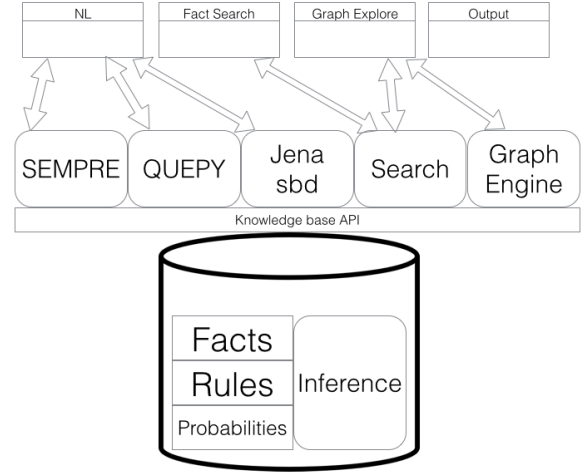 NL
Fact Search
Graph Explore
Output
SEMPRE
QUEPY
Jena
sbd
Search
Graph
Engine
Knowledge base API
Facts
Rules
Probabilities
Inference